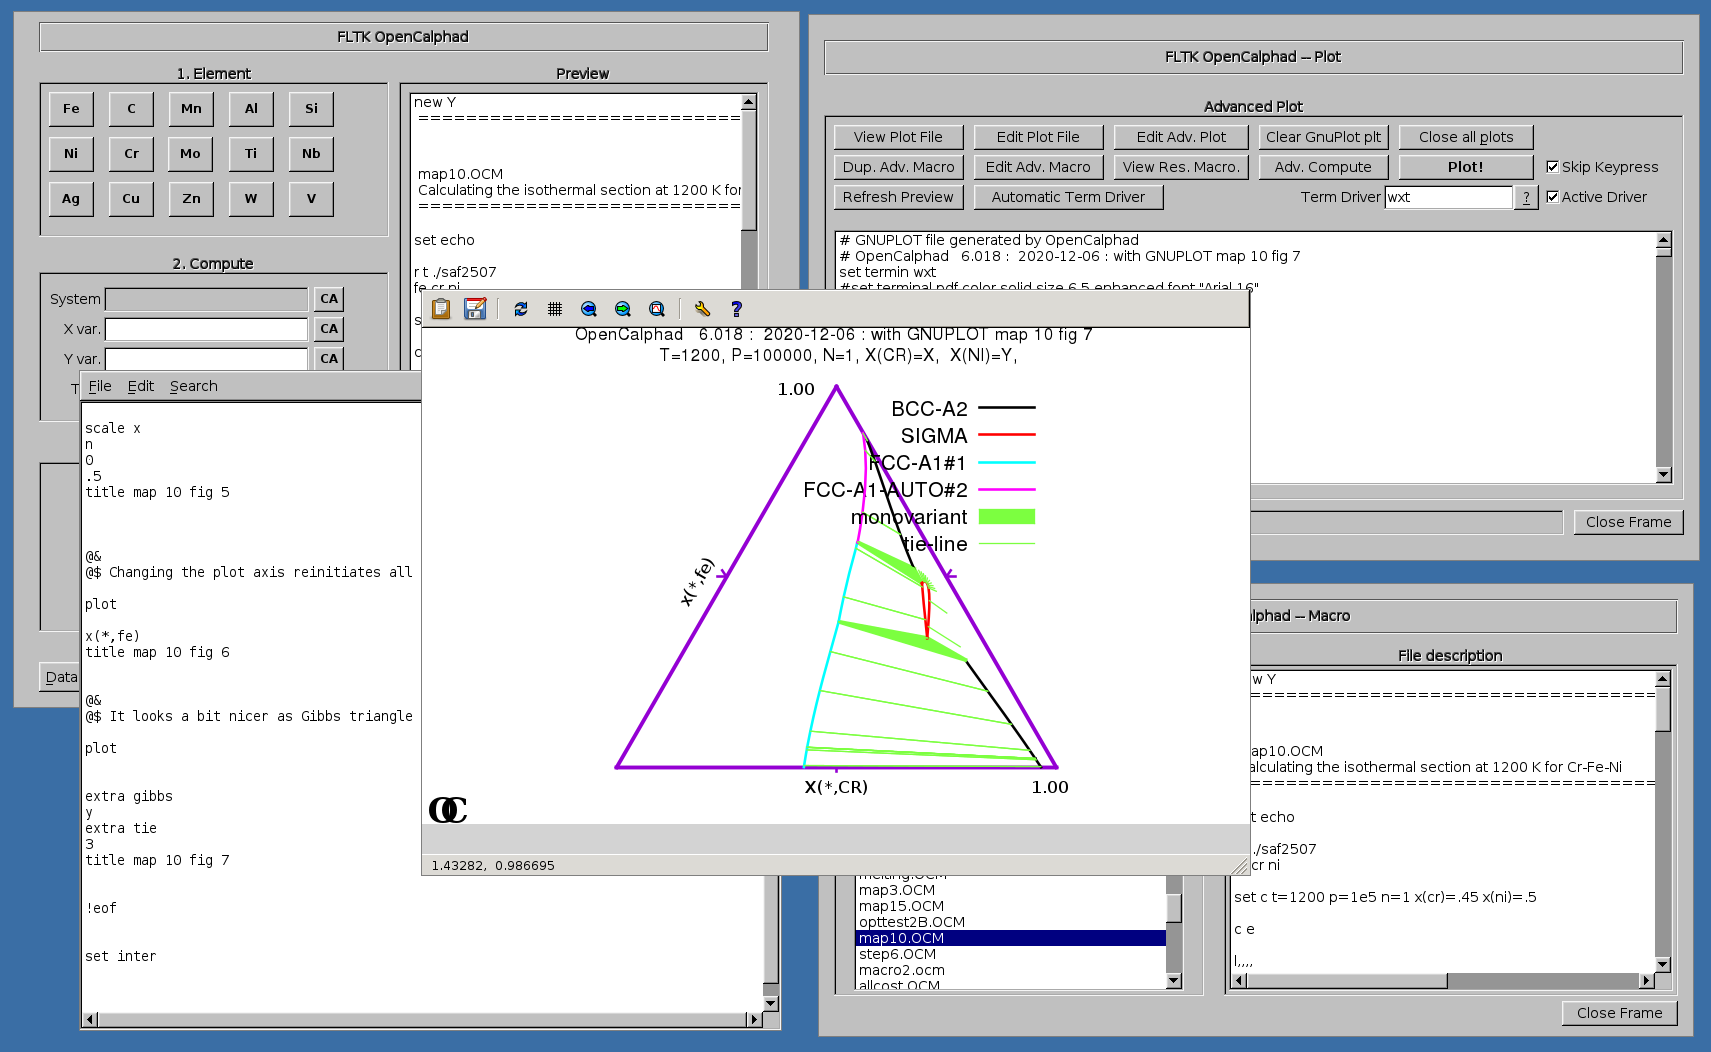 FLTK OpenCalphad
1. Element
Fe C Mn Al Si
Ni Cr Mo Ti Nb
Ag Cu Zn W V
2. Compute
System CA
X var. CA
Y var. CA
T
Data
Preview
new Y
==============================
map10.OCM
Calculating the isothermal section at 1200 K for
==============================
set echo
r t ./saf2507
fe cr ni
s
c
FLTK OpenCalphad -- Plot
Advanced Plot
View Plot File Edit Plot File Edit Adv. Plot Clear GnuPlot plt Close all plots
Dup. Adv. Macro Edit Adv. Macro View Res. Macro. Adv. Compute Plot! Skip Keypress
Refresh Preview Automatic Term Driver Term Driver wxt ? Active Driver
# GNUPLOT file generated by OpenCalphad
# OpenCalphad 6.018 : 2020-12-06 : with GNUPLOT map 10 fig 7
set termin wxt
#set terminal pdf color solid size 6.5 enhanced font "Arial,16"
Close Frame
File Edit Search
scale x
n
0
.5
title map 10 fig 5
@&
@$ Changing the plot axis reinitiates all
plot
x(*,fe)
title map 10 fig 6
@&
@$ It looks a bit nicer as Gibbs triangle
plot
extra gibbs
y
extra tie
3
title map 10 fig 7
!eof
set inter
OpenCalphad 6.018 : 2020-12-06 : with GNUPLOT map 10 fig 7
T=1200, P=100000, N=1, X(CR)=X, X(NI)=Y,
1.00
BCC-A2
SIGMA
FCC-A1#1
FCC-A1-AUTO#2
monovariant
tie-line
x(*,fe)
X(*,CR)
1.00
OC
1.43282, 0.986695
alphad -- Macro
File description
w Y
==============================
ap10.OCM
alculating the isothermal section at 1200 K for Cr-Fe-Ni
==============================
t echo
./saf2507
cr ni
set c t=1200 p=1e5 n=1 x(cr)=.45 x(ni)=.5
c e
l,,,,
melting.OCM
map3.OCM
map15.OCM
opttest2B.OCM
map10.OCM
step6.OCM
macro2.ocm
allcost.OCM
Close Frame